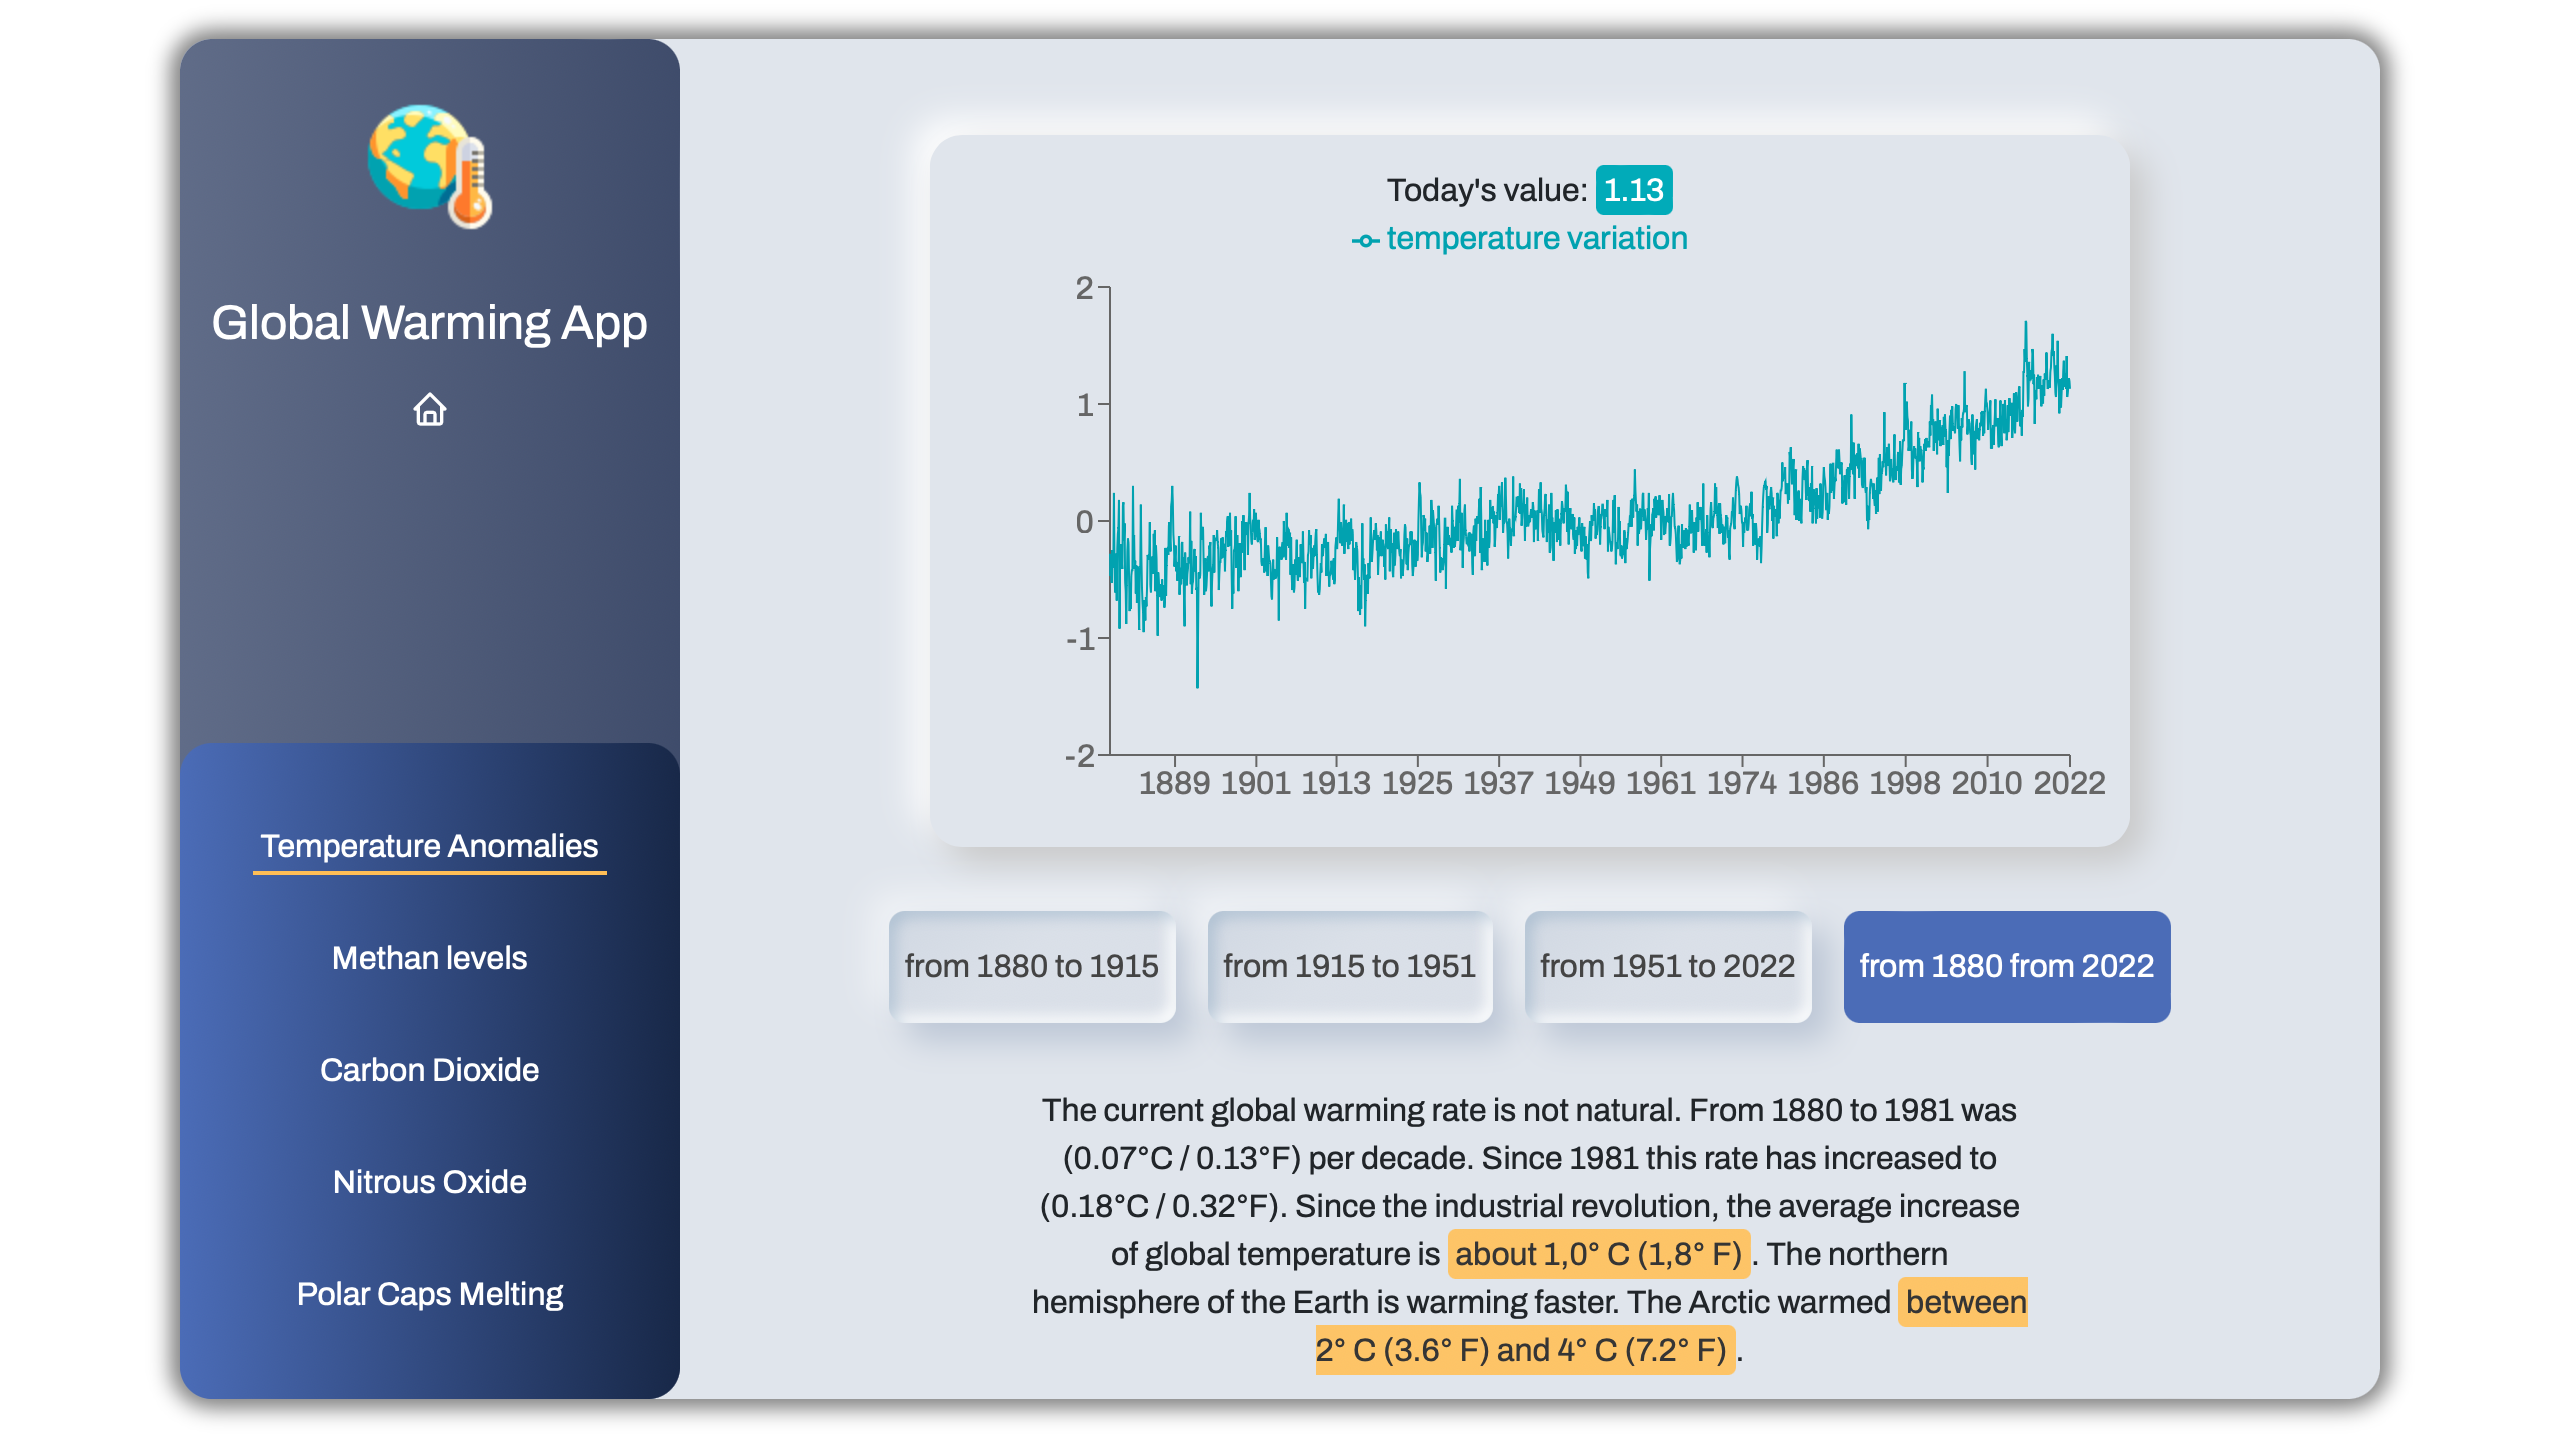 Global Warming App
Temperature Anomalies
Methan levels
Carbon Dioxide
Nitrous Oxide
Polar Caps Melting
Today's value: 1.13
temperature variation
2
1
0
-1
-2
1889 1901 1913 1925 1937 1949 1961 1974 1986 1998 2010 2022
from 1880 to 1915
from 1915 to 1951
from 1951 to 2022
from 1880 from 2022
The current global warming rate is not natural. From 1880 to 1981 was
(0.07°C / 0.13°F) per decade. Since 1981 this rate has increased to
(0.18°C / 0.32°F). Since the industrial revolution, the average increase
of global temperature is about 1,0° C (1,8° F) . The northern
hemisphere of the Earth is warming faster. The Arctic warmed between
2° C (3.6° F) and 4° C (7.2° F) .